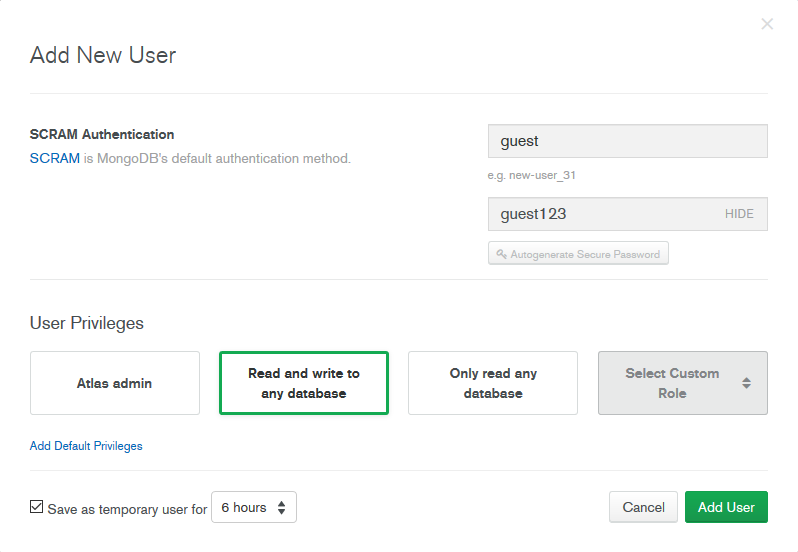 Add New User
SCRAM Authentication
SCRAM is MongoDB's default authentication method.
guest
e.g. new-user_31
guest123 HIDE
Autogenerate Secure Password
User Privileges
Atlas admin
Read and write to
any database
Only read any
database
Select Custom
Role
Add Default Privileges
Save as temporary user for 6 hours
Cancel
Add User